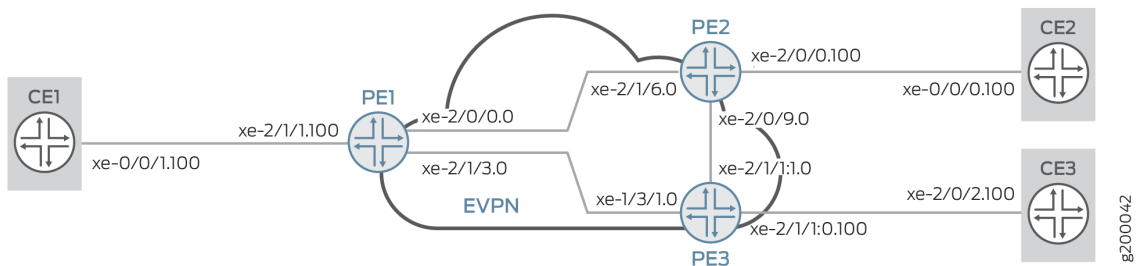 CE1
xe-0/0/1.100
xe-2/1/1.100
PE1
xe-2/0/0.0
xe-2/1/3.0
EVPN
PE2
xe-2/1/6.0
xe-2/0/9.0
xe-2/0/0.100
xe-0/0/0.100
CE2
xe-2/1/1:1.0
xe-1/3/1.0
PE3
xe-2/1/1:0.100
xe-2/0/2.100
CE3
g200042